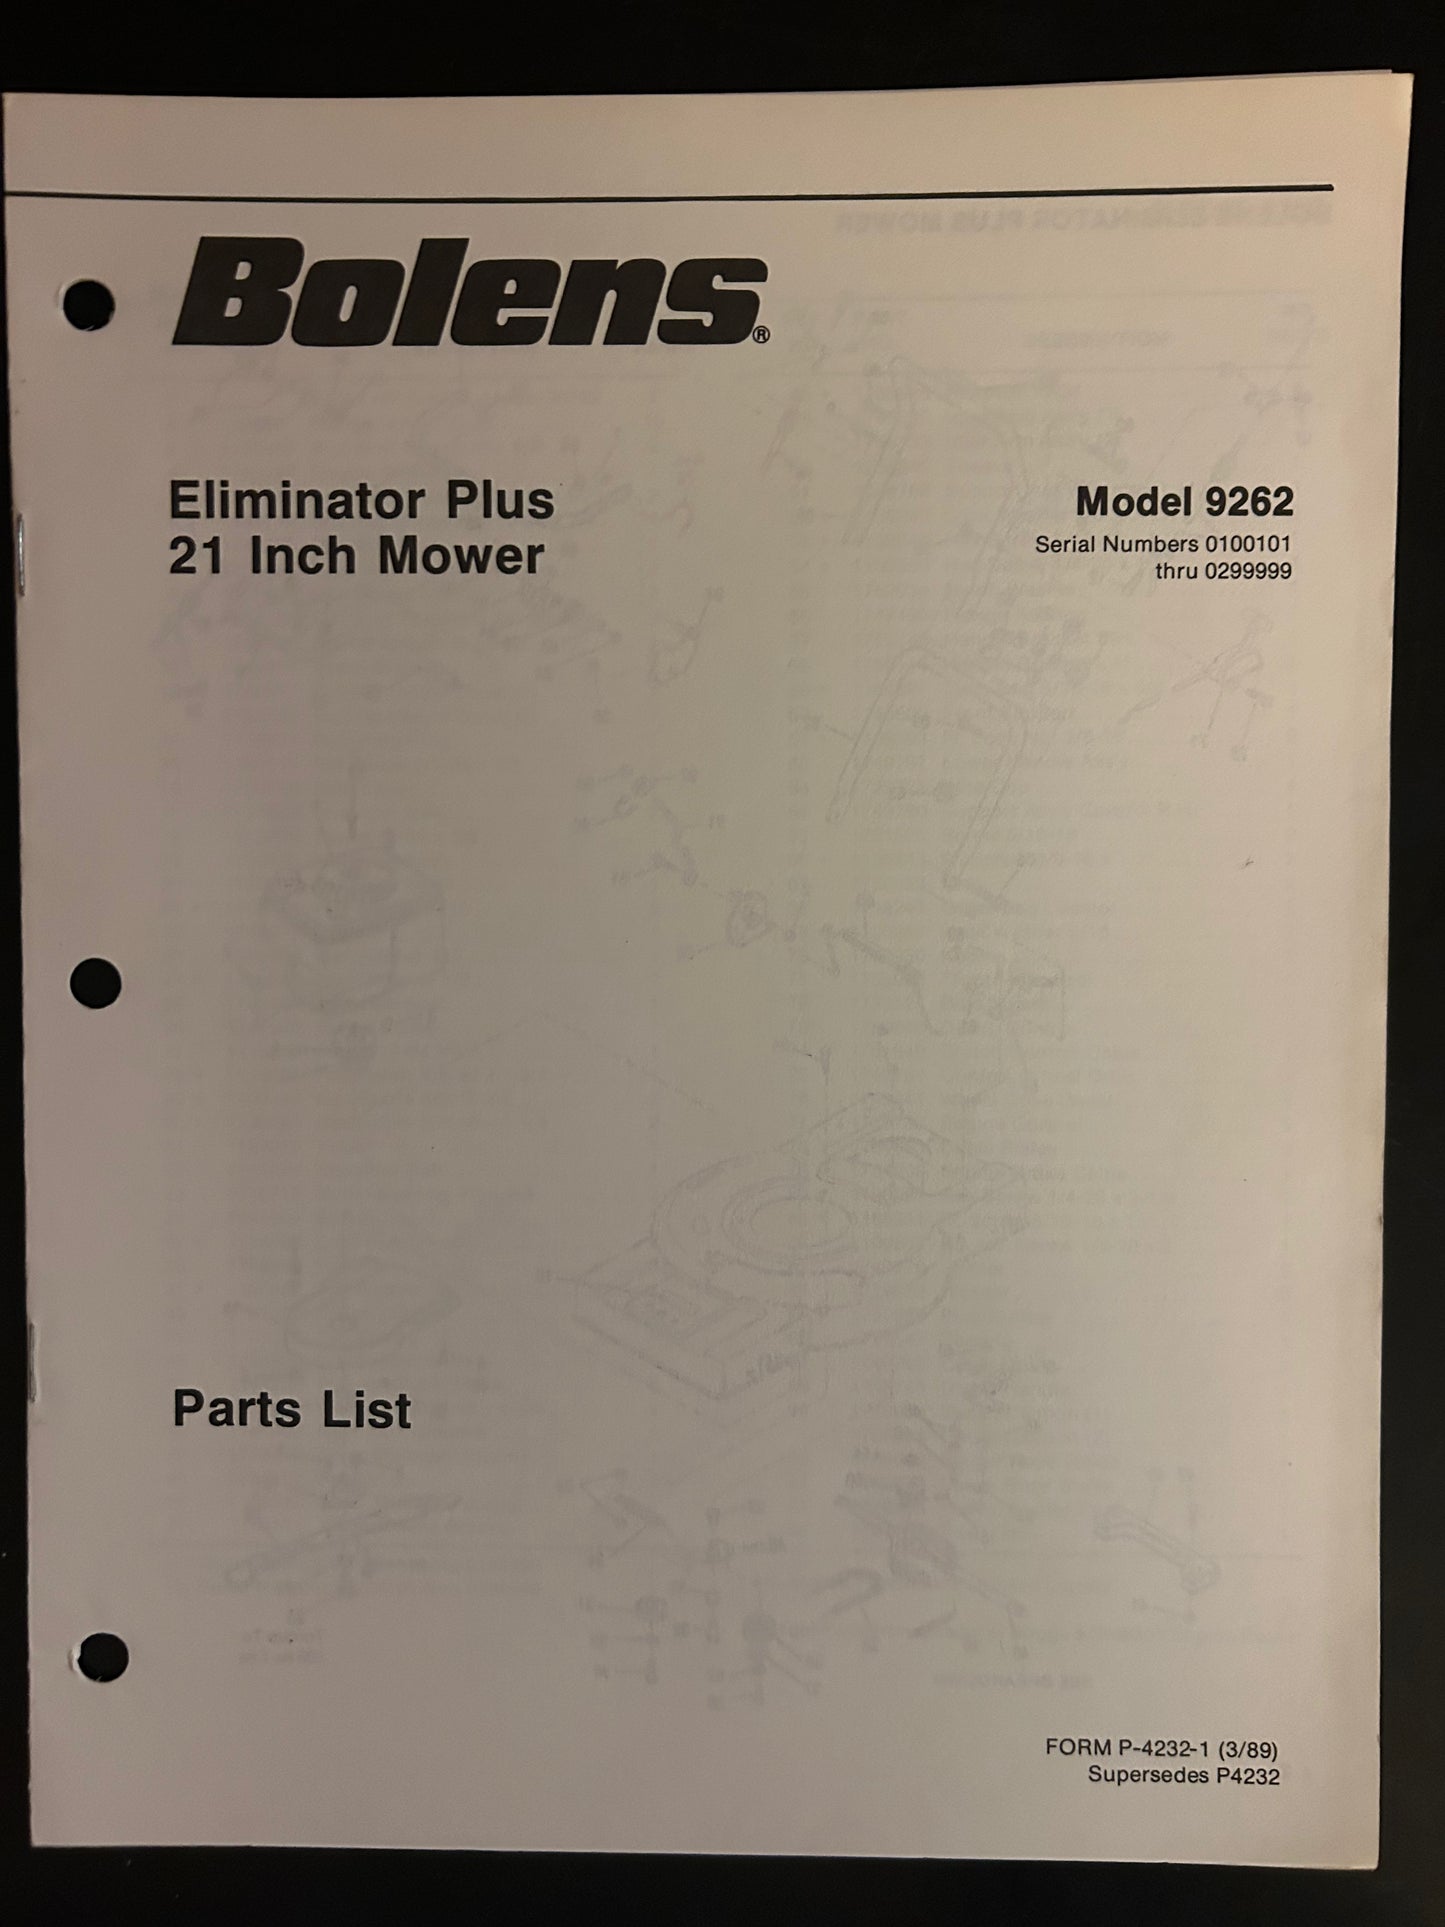 Bolens®
Eliminator Plus
21 Inch Mower
Model 9262
Serial Numbers 0100101
thru 0299999
Parts List
FORM P-4232-1 (3/89)
Supersedes P4232